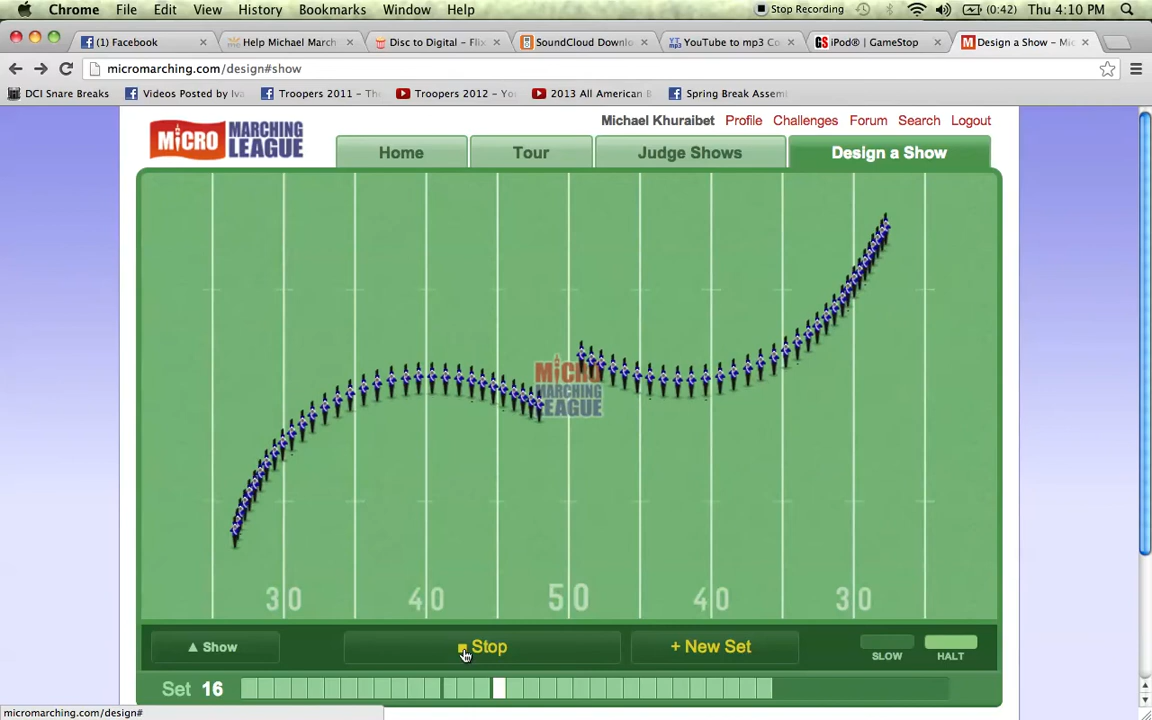 Chrome File Edit View History Bookmarks Window Help Stop Recording (0:42) Thu 4:10 PM
(1) Facebook Help Michael March Disc to Digital - Flix SoundCloud Downlo YouTube to mp3 Co iPod® | GameStop Design a Show - Mic
micromarching.com/design#show
DCI Snare Breaks Videos Posted by Iva Troopers 2011 - The Troopers 2012 - Yo 2013 All American B Spring Break Assem
Michael Khuraibet Profile Challenges Forum Search Logout
MICRO MARCHING LEAGUE
Home Tour Judge Shows Design a Show
MICRO
MARCHING
LEAGUE
30 40 50 40 30
▲ Show Stop + New Set SLOW HALT
Set 16
micromarching.com/design#